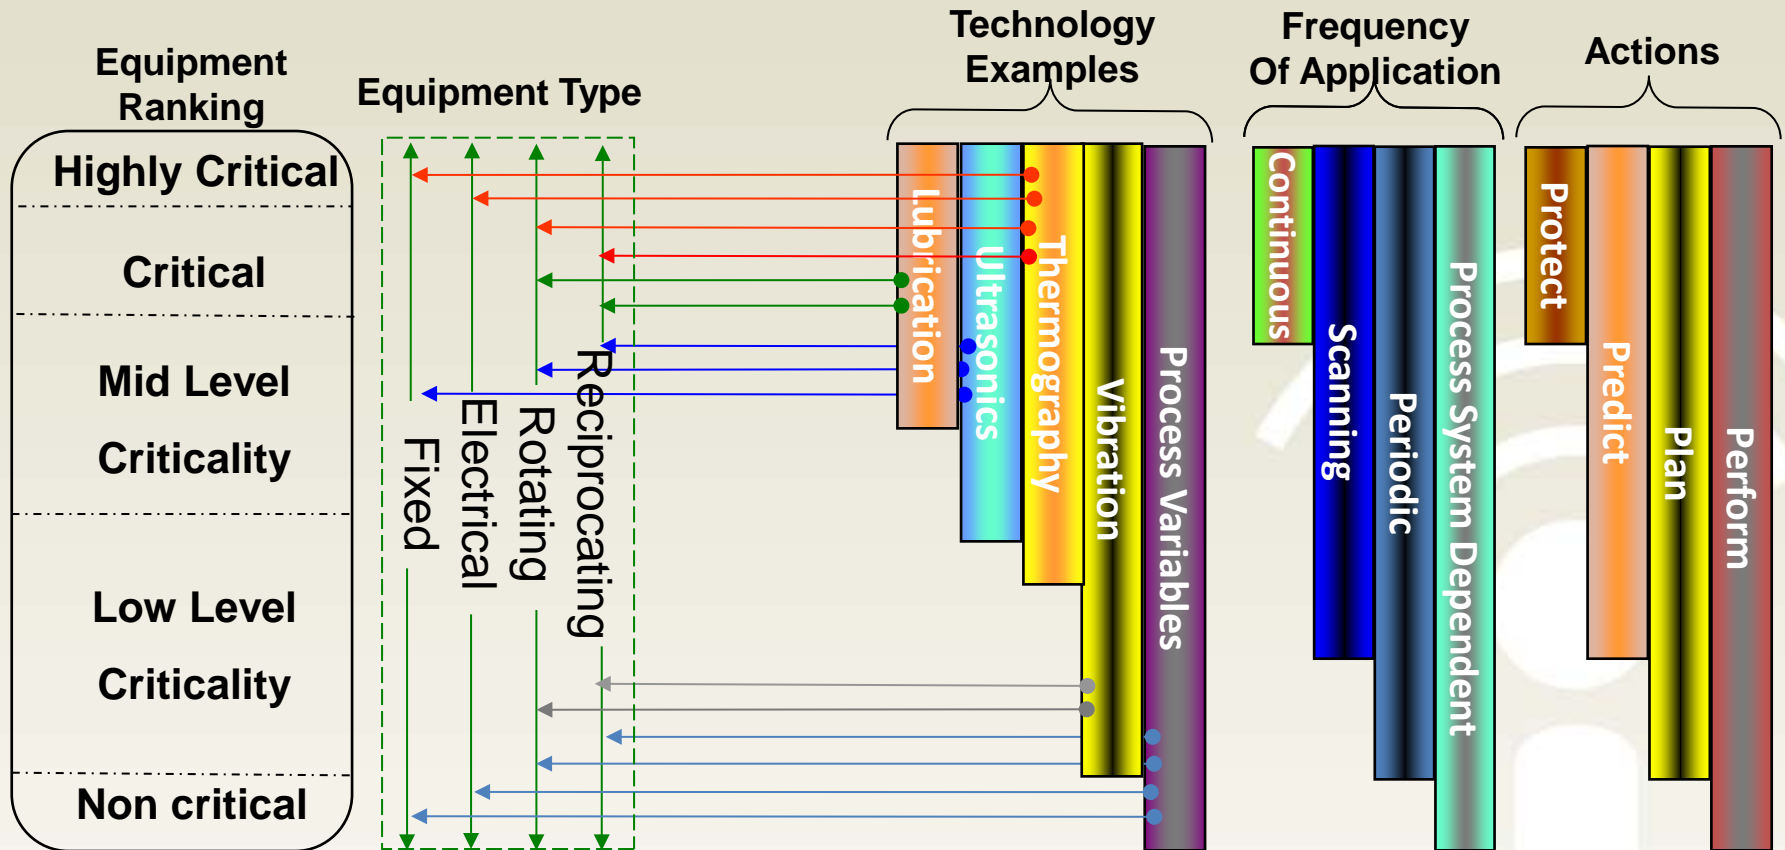 Equipment
Ranking
Equipment Type
Technology
Examples
Frequency
Of Application
Actions
Highly Critical
Critical
Mid Level
Criticality
Low Level
Criticality
Non critical
Fixed
Electrical
Rotating
Reciprocating
Lubrication
Ultrasonics
Thermography
Vibration
Process Variables
Continuous
Scanning
Periodic
Process System Dependent
Protect
Predict
Plan
Perform